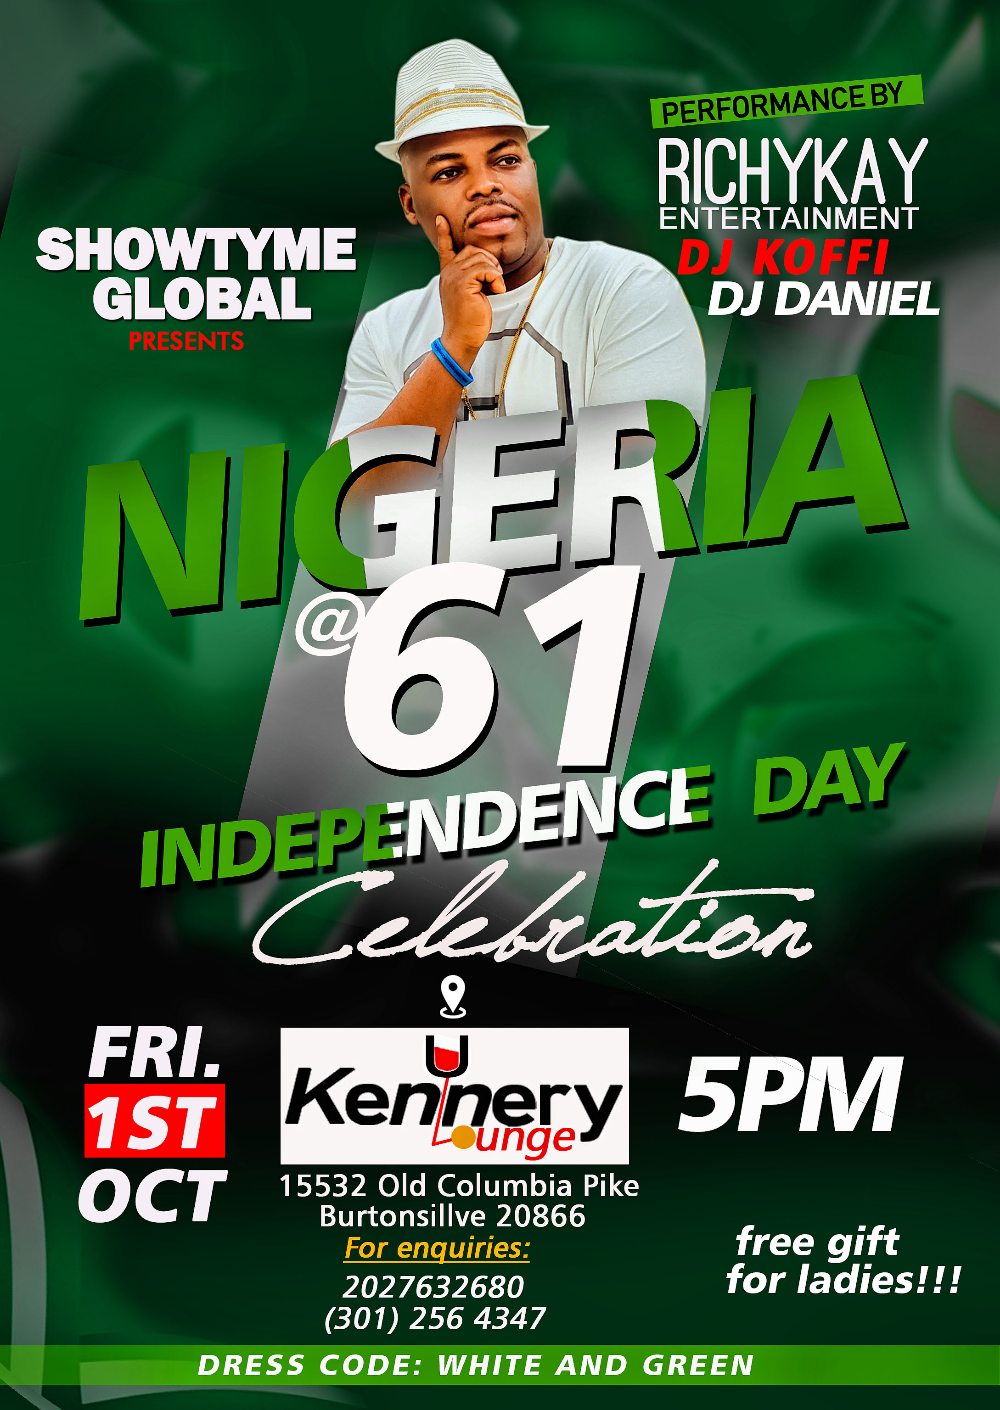 PERFORMANCE BY
RICHYKAY
ENTERTAINMENT
DJ KOFFI
DJ DANIEL
SHOWTYME
GLOBAL
PRESENTS
NIGERIA
@61
INDEPENDENCE DAY
Celebration
FRI.
1ST
OCT
Kennery
Lounge
5PM
15532 Old Columbia Pike
Burtonsillve 20866
For enquiries:
2027632680
(301) 256 4347
free gift
for ladies!!!
DRESS CODE: WHITE AND GREEN